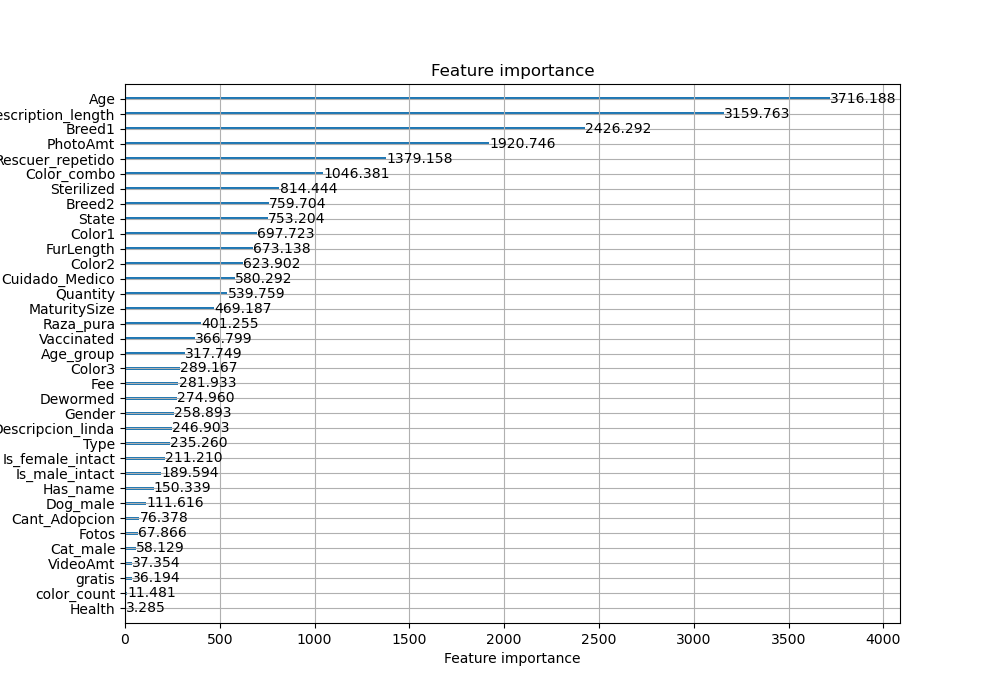 Feature importance
Age 3716.188
escription_length 3159.763
Breed1 2426.292
PhotoAmt 1920.746
Rescuer_repetido 1379.158
Color_combo 1046.381
Sterilized 814.444
Breed2 759.704
State 753.204
Color1 697.723
FurLength 673.138
Color2 623.902
Cuidado_Medico 580.292
Quantity 539.759
MaturitySize 469.187
Raza_pura 401.255
Vaccinated 366.799
Age_group 317.749
Color3 289.167
Fee 281.933
Dewormed 274.960
Gender 258.893
Descripcion_linda 246.903
Type 235.260
Is_female_intact 211.210
Is_male_intact 189.594
Has_name 150.339
Dog_male 111.616
Cant_Adopcion 76.378
Fotos 67.866
Cat_male 58.129
VideoAmt 37.354
gratis 36.194
color_count 11.481
Health 3.285
0 500 1000 1500 2000 2500 3000 3500 4000
Feature importance